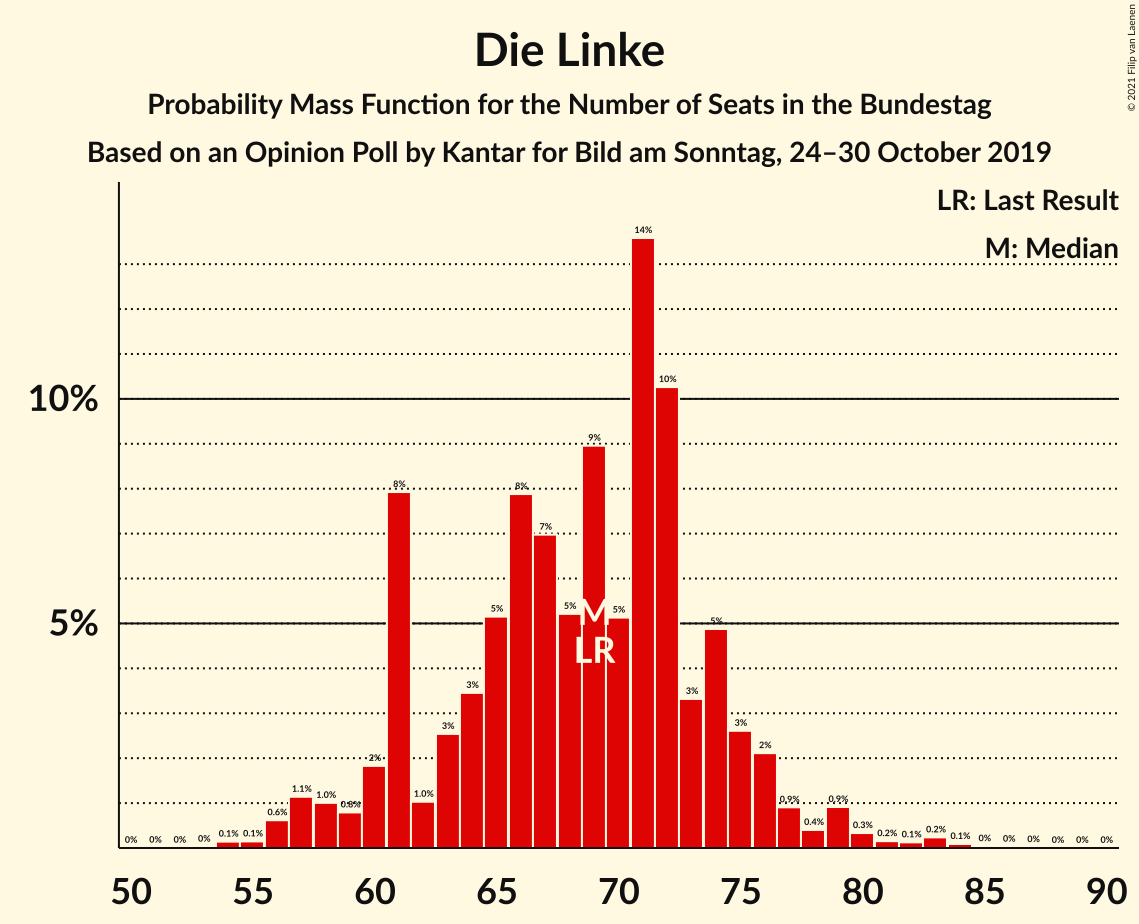 Die Linke
Probability Mass Function for the Number of Seats in the Bundestag
Based on an Opinion Poll by Kantar for Bild am Sonntag, 24–30 October 2019
© 2021 Filip van Laenen
LR: Last Result
M: Median
10%
5%
0% 0% 0% 0% 0.1% 0.1% 0.6% 1.1% 1.0% 0.8% 2% 8% 1.0% 3% 3% 5% 8% 7% 5% 9% 5% 14% 10% 3% 5% 3% 2% 0.9% 0.4% 0.9% 0.3% 0.2% 0.1% 0.2% 0.1% 0% 0% 0% 0% 0% 0%
M
LR
50 55 60 65 70 75 80 85 90